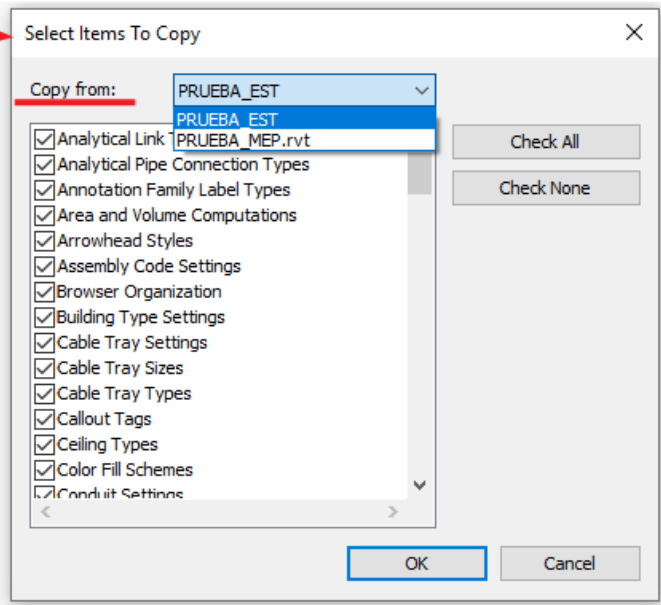 Select Items To Copy
Copy from:
PRUEBA_EST
PRUEBA_EST
PRUEBA_MEP.rvt
Analytical Link
Analytical Pipe Connection Types
Annotation Family Label Types
Area and Volume Computations
Arrowhead Styles
Assembly Code Settings
Browser Organization
Building Type Settings
Cable Tray Settings
Cable Tray Sizes
Cable Tray Types
Callout Tags
Ceiling Types
Color Fill Schemes
Conduit Settings
Check All
Check None
OK
Cancel